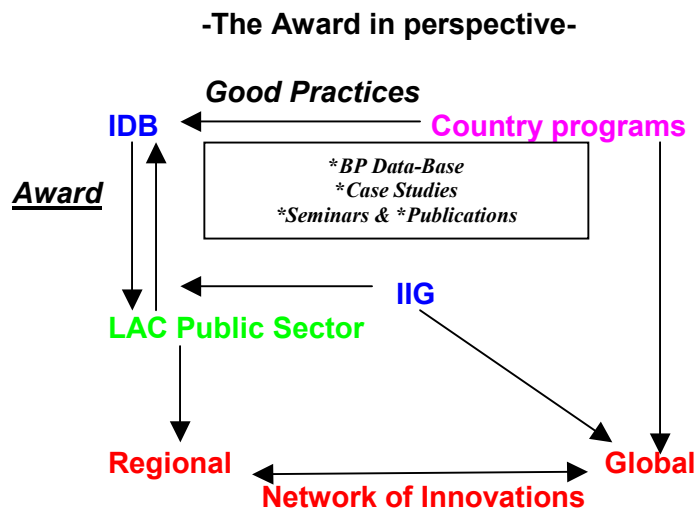 -The Award in perspective-
Good Practices
IDB Country programs
*BP Data-Base
*Case Studies
*Seminars & *Publications
Award
IIG
LAC Public Sector
Regional Global
Network of Innovations